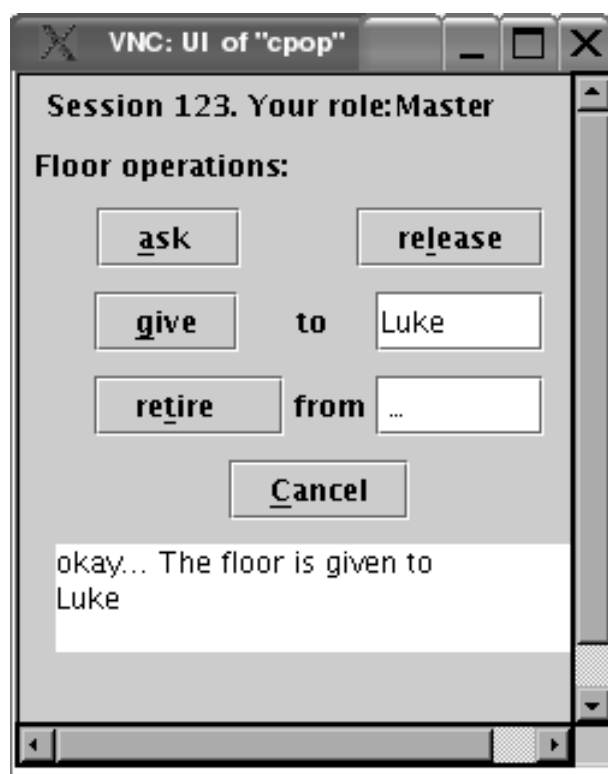 VNC: UI of "cpop"
Session 123. Your role:Master
Floor operations:
ask release
give to Luke
retire from ...
Cancel
okay... The floor is given to
Luke